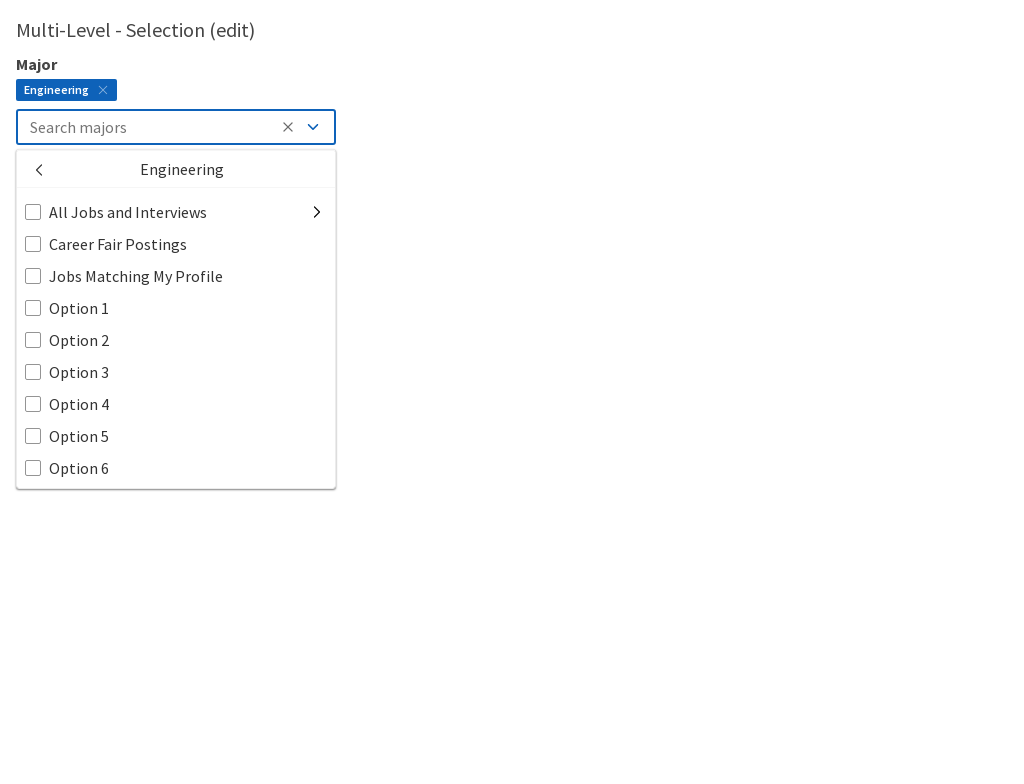 Multi-Level - Selection (edit)
Major
Engineering
Search majors
Engineering
All Jobs and Interviews
Career Fair Postings
Jobs Matching My Profile
Option 1
Option 2
Option 3
Option 4
Option 5
Option 6